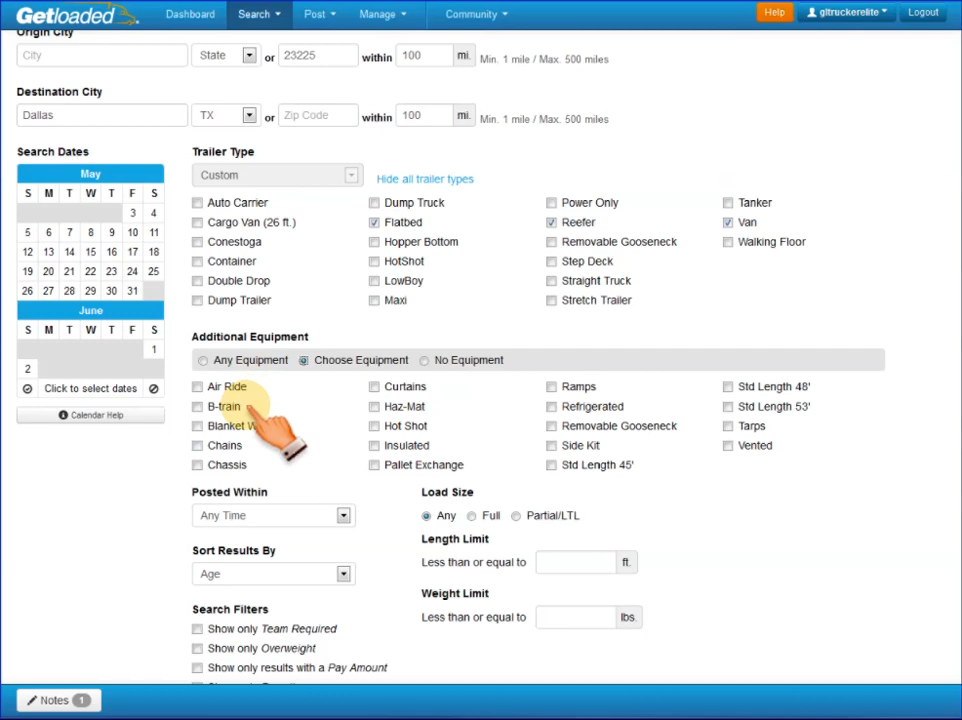 Getloaded. Dashboard Search Post Manage Community Help gltruckerelite Logout
Origin City
City State or 23225 within 100 mi. Min. 1 mile / Max. 500 miles
Destination City
Dallas TX or Zip Code within 100 mi. Min. 1 mile / Max. 500 miles
Search Dates
May
S M T W T F S
3 4
5 6 7 8 9 10 11
12 13 14 15 16 17 18
19 20 21 22 23 24 25
26 27 28 29 30 31
June
S M T W T F S
1
2
Click to select dates
Calendar Help
Trailer Type
Custom Hide all trailer types
Auto Carrier Dump Truck Power Only Tanker
Cargo Van (26 ft.) Flatbed Reefer Van
Conestoga Hopper Bottom Removable Gooseneck Walking Floor
Container HotShot Step Deck
Double Drop LowBoy Straight Truck
Dump Trailer Maxi Stretch Trailer
Additional Equipment
Any Equipment Choose Equipment No Equipment
Air Ride Curtains Ramps Std Length 48'
B-train Haz-Mat Refrigerated Std Length 53'
Blanket W Hot Shot Removable Gooseneck Tarps
Chains Insulated Side Kit Vented
Chassis Pallet Exchange Std Length 45'
Posted Within
Any Time
Sort Results By
Age
Search Filters
Show only Team Required
Show only Overweight
Show only results with a Pay Amount
Load Size
Any Full Partial/LTL
Length Limit
Less than or equal to ft.
Weight Limit
Less than or equal to lbs.
Notes 1